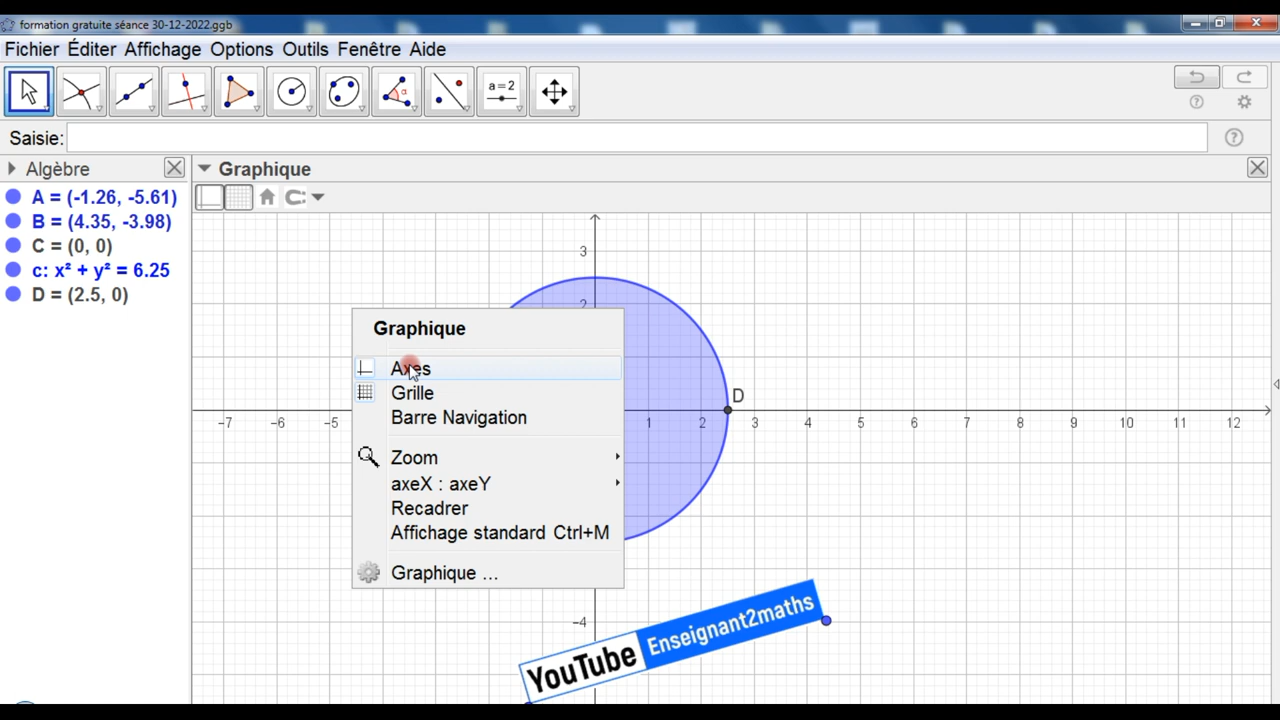 formation gratuite séance 30-12-2022.ggb
Fichier Éditer Affichage Options Outils Fenêtre Aide
a=2
α
Saisie:
Algèbre
Graphique
A = (-1.26, -5.61)
B = (4.35, -3.98)
C = (0, 0)
c: x² + y² = 6.25
D = (2.5, 0)
3
2
Graphique
Axes
Grille
Barre Navigation
Zoom
axeX : axeY
Recadrer
Affichage standard Ctrl+M
Graphique ...
D
-7 -6 -5 1 2 3 4 5 6 7 8 9 10 11 12
-4
YouTube Enseignant2maths